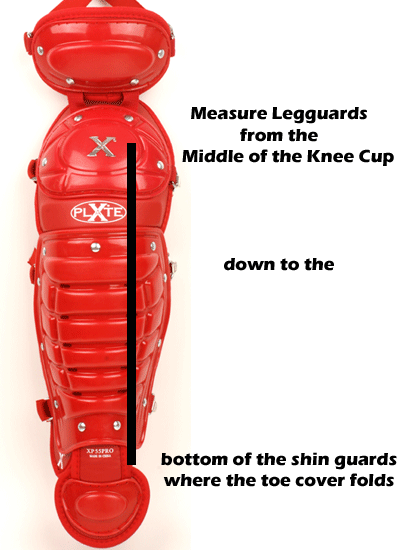 Measure Legguards
from the
Middle of the Knee Cup
X
PLXTE
down to the
XP55PRO
X
bottom of the shin guards
where the toe cover folds